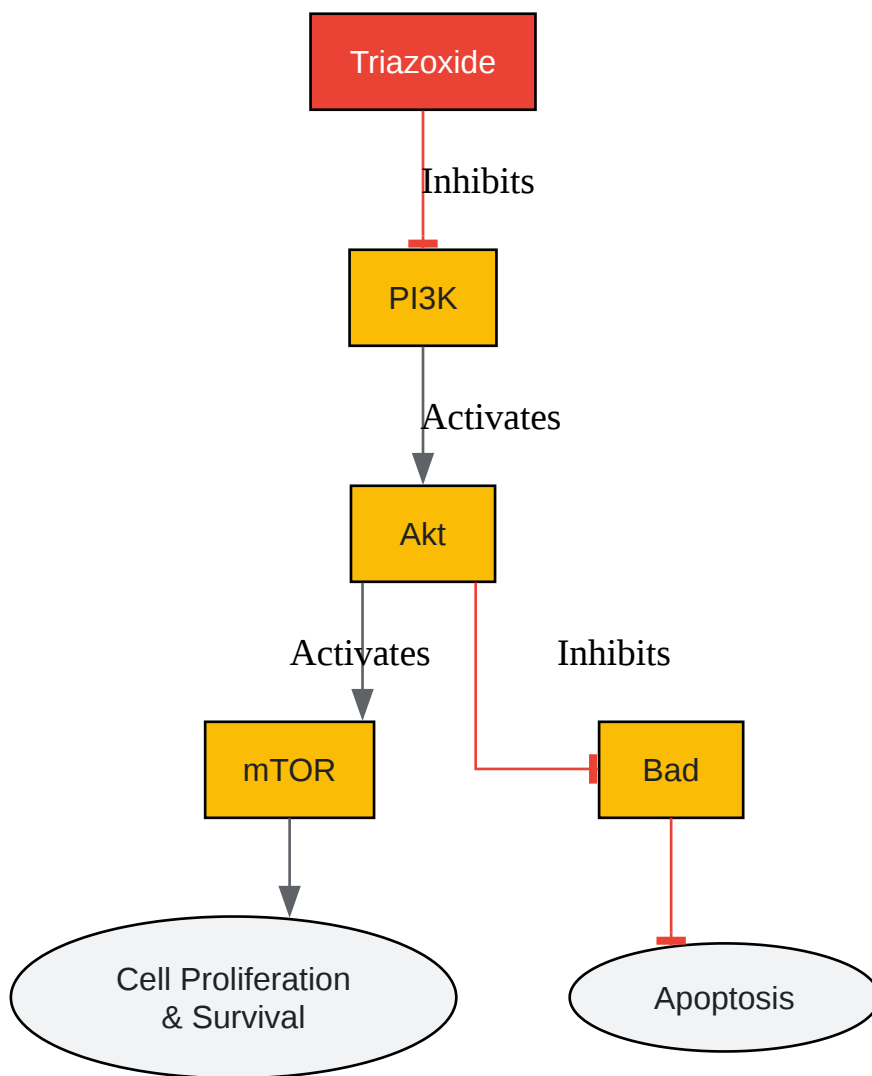 Triazoxide
Inhibits
PI3K
Activates
Akt
Activates
Inhibits
mTOR
Bad
Cell Proliferation
& Survival
Apoptosis